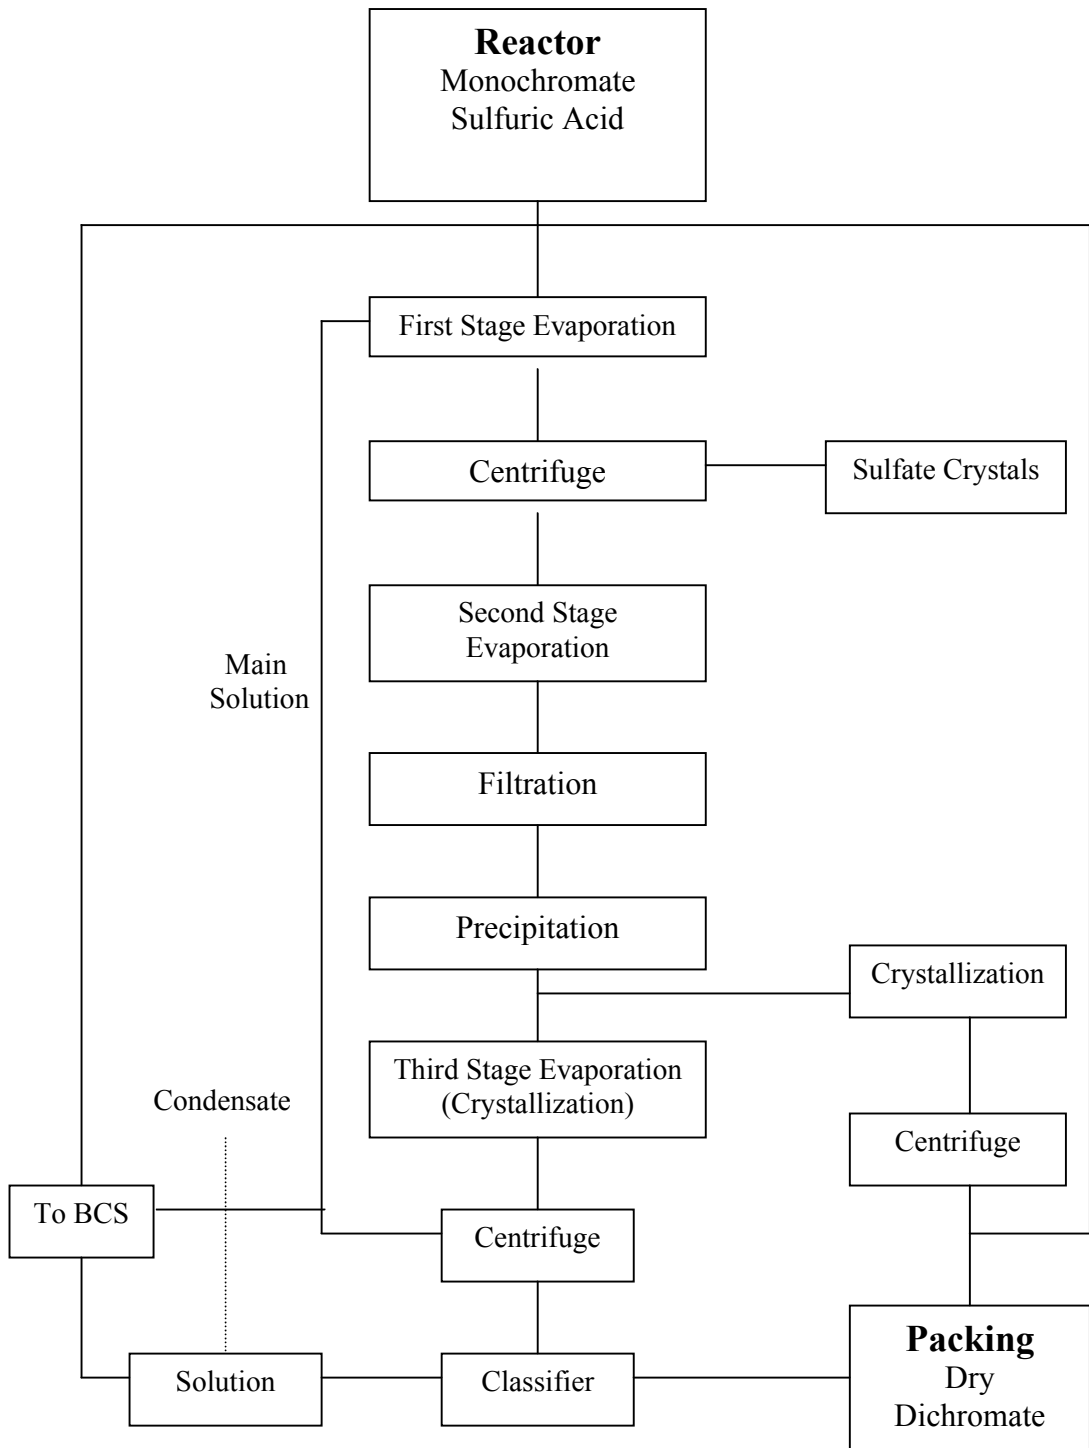 Reactor
Monochromate
Sulfuric Acid
First Stage Evaporation
Centrifuge
Sulfate Crystals
Second Stage
Evaporation
Main
Solution
Filtration
Precipitation
Crystallization
Third Stage Evaporation
(Crystallization)
Condensate
Centrifuge
To BCS
Centrifuge
Packing
Dry
Dichromate
Solution
Classifier